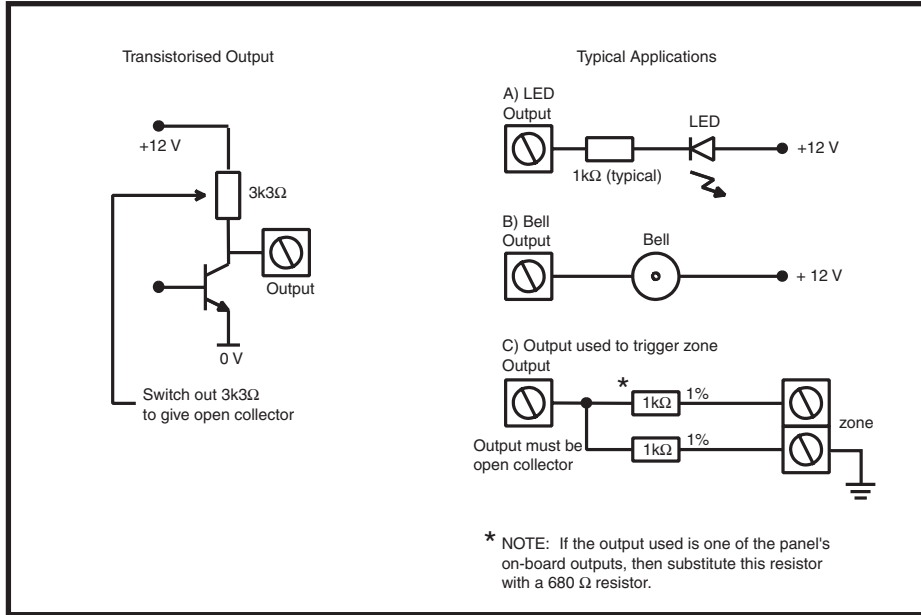 Transistorised Output
+12 V
3k3Ω
Output
0 V
Switch out 3k3Ω
to give open collector
Typical Applications
A) LED
Output
LED
1kΩ (typical)
+12 V
B) Bell
Output
Bell
+ 12 V
C) Output used to trigger zone
Output
* 1kΩ 1%
1kΩ 1%
zone
Output must be
open collector
* NOTE: If the output used is one of the panel's
on-board outputs, then substitute this resistor
with a 680 Ω resistor.